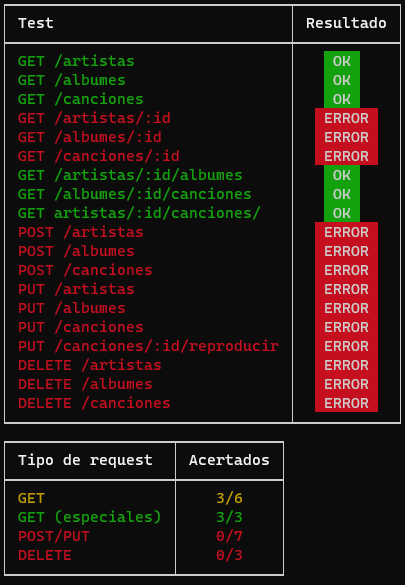 Test Resultado
GET /artistas OK
GET /albumes OK
GET /canciones OK
GET /artistas/:id ERROR
GET /albumes/:id ERROR
GET /canciones/:id ERROR
GET /artistas/:id/albumes OK
GET /albumes/:id/canciones OK
GET artistas/:id/canciones/ OK
POST /artistas ERROR
POST /albumes ERROR
POST /canciones ERROR
PUT /artistas ERROR
PUT /albumes ERROR
PUT /canciones ERROR
PUT /canciones/:id/reproducir ERROR
DELETE /artistas ERROR
DELETE /albumes ERROR
DELETE /canciones ERROR
Tipo de request Acertados
GET 3/6
GET (especiales) 3/3
POST/PUT 0/7
DELETE 0/3